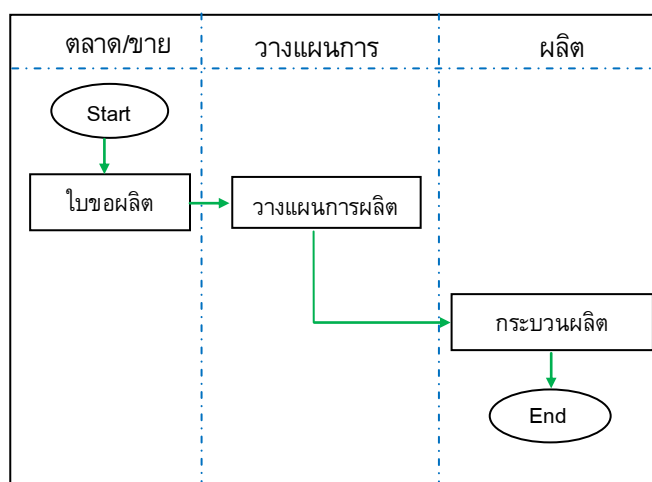 ตลาด/ขาย
วางแผนการ
ผลิต
Start
ใบขอผลิต
วางแผนการผลิต
กระบวนผลิต
End